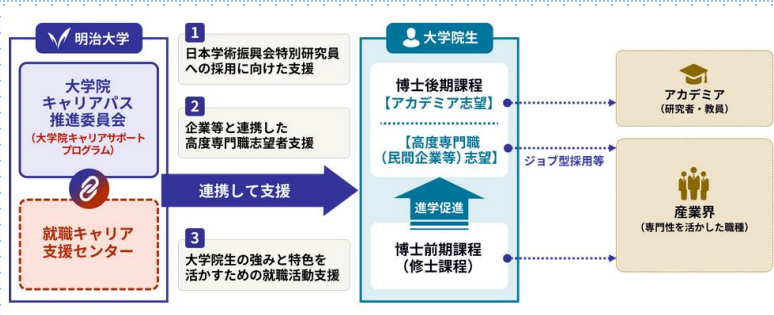 明治大学
大学院
キャリアパス
推進委員会
(大学院キャリアサポート
プログラム)
就職キャリア
支援センター
1
日本学術振興会特別研究員
への採用に向けた支援
2
企業等と連携した
高度専門職志望者支援
連携して支援
3
大学院生の強みと特色を
活かすための就職活動支援
大学院生
博士後期課程
【アカデミア志望】
【高度専門職
(民間企業等)志望】
進学促進
博士前期課程
(修士課程)
ジョブ型採用等
アカデミア
(研究者・教員)
産業界
(専門性を活かした職種)